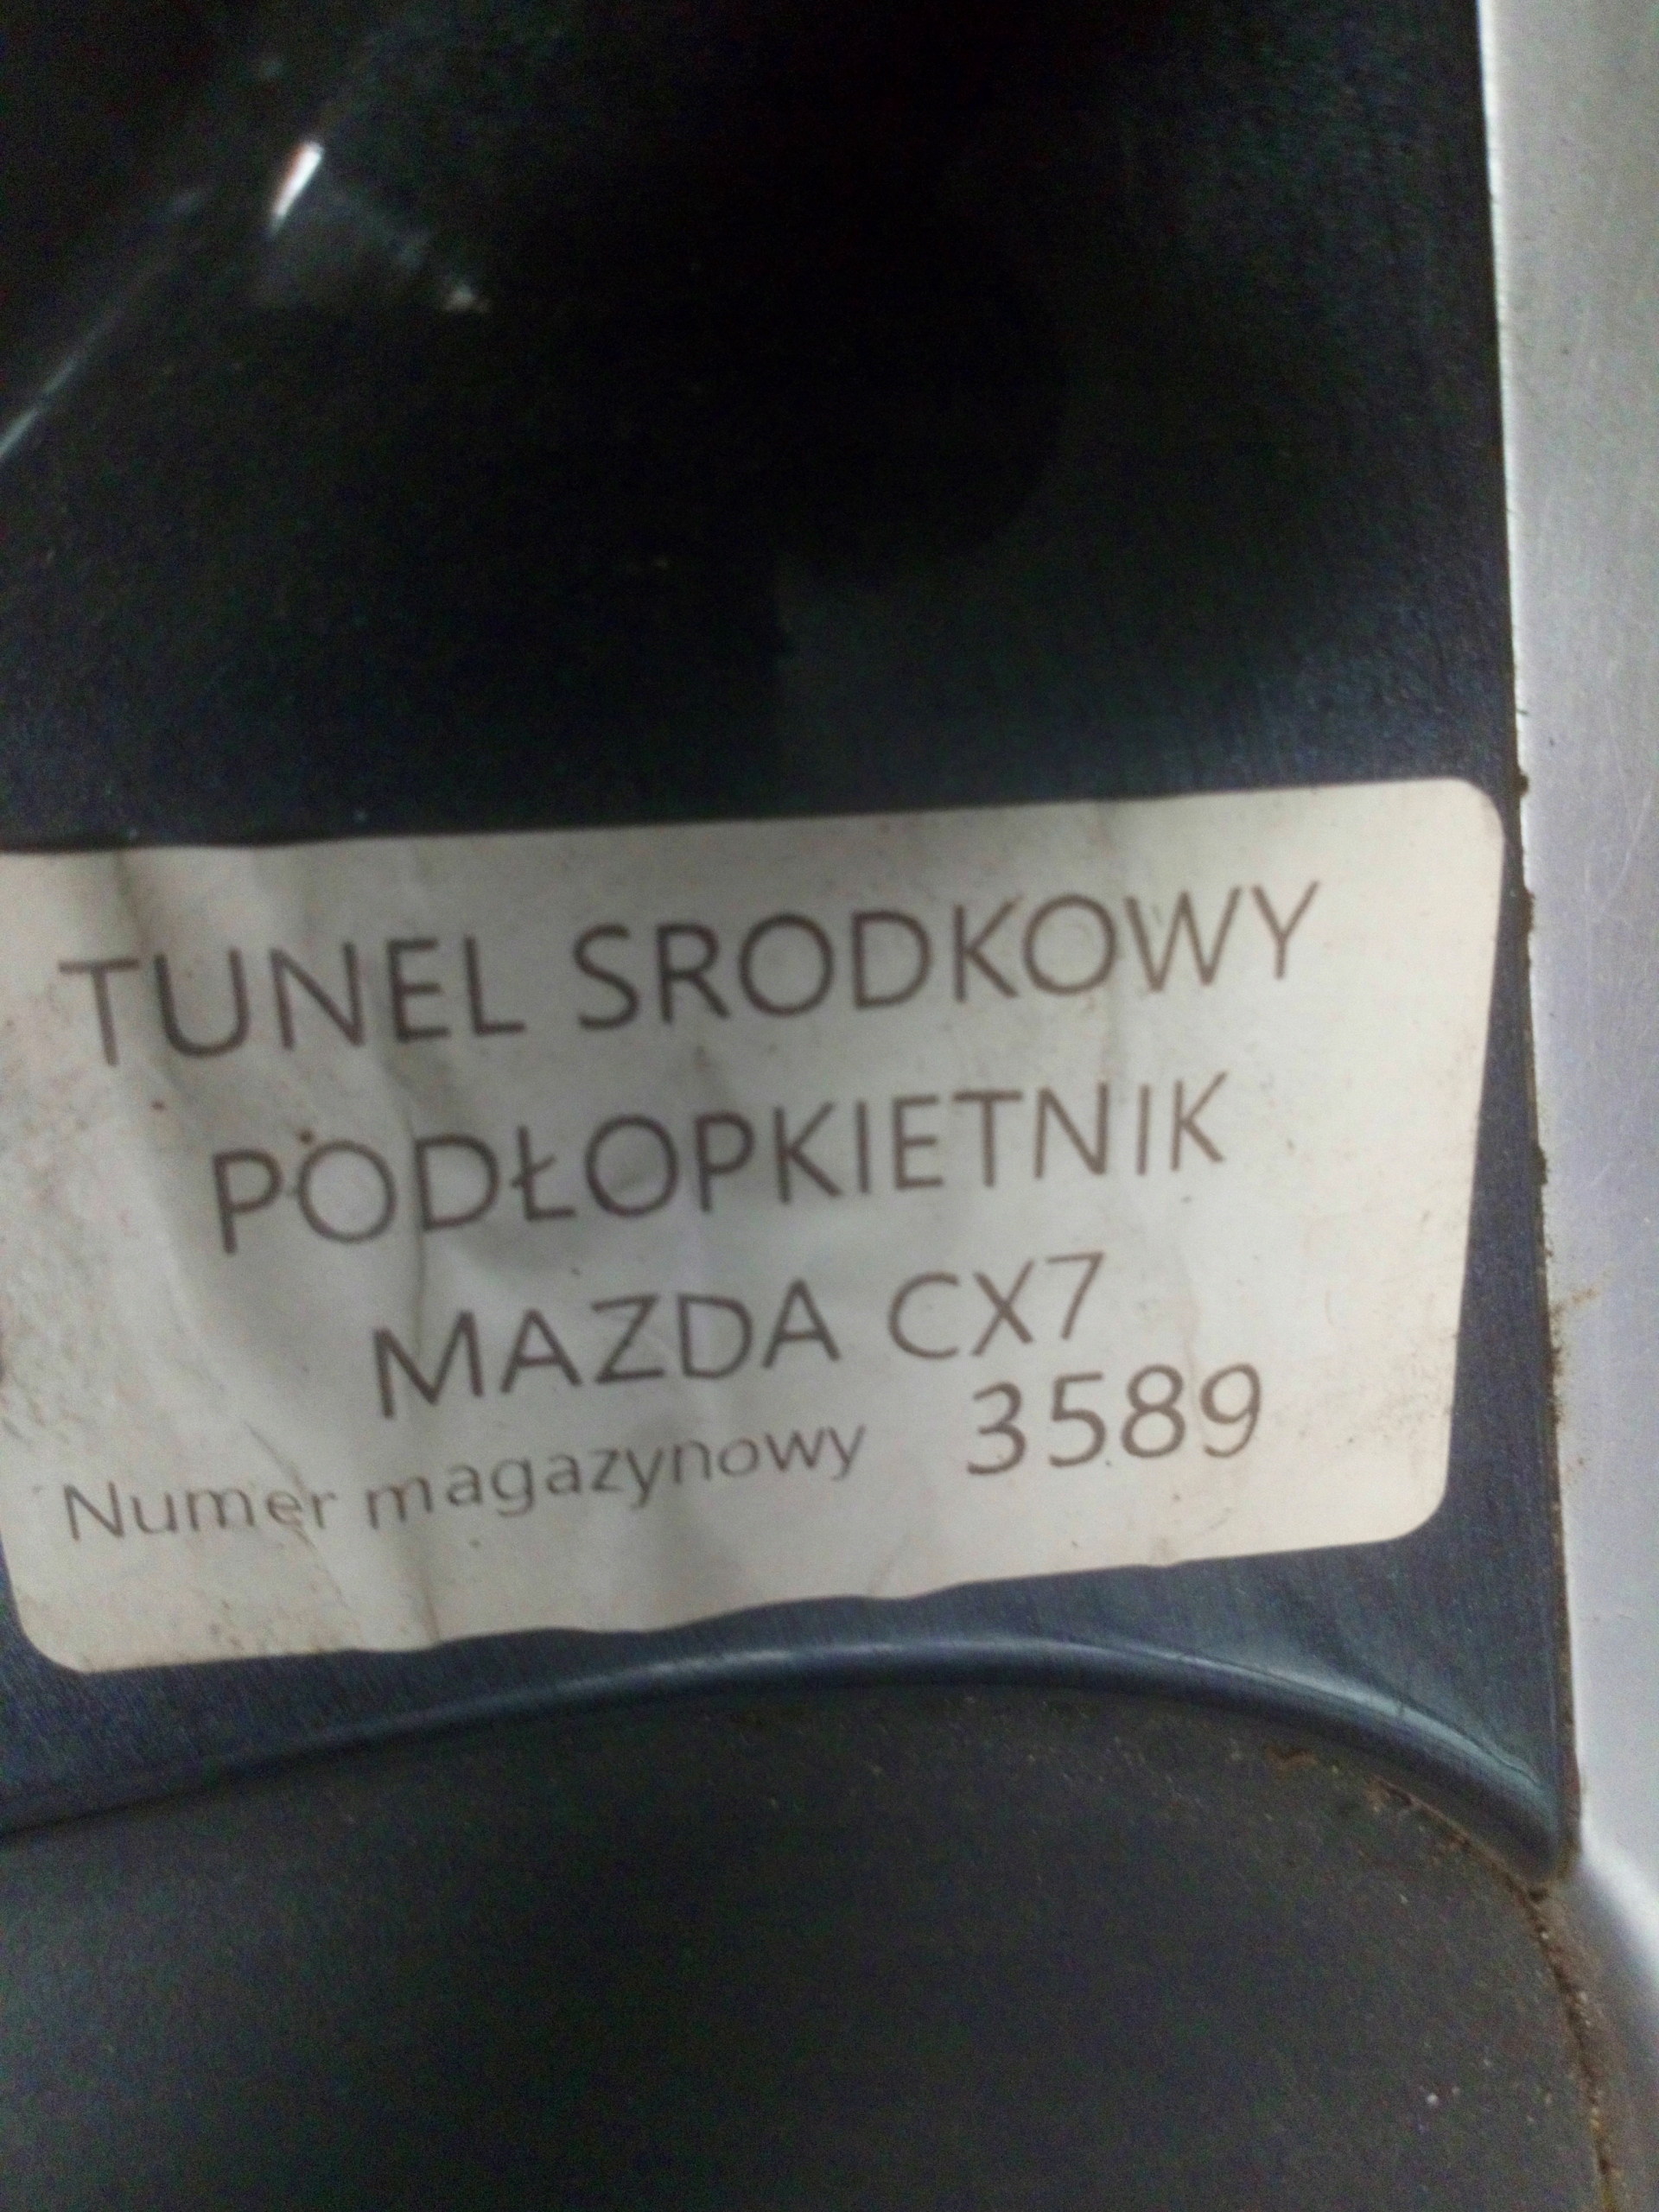 TUNEL SRODKOWY
PODŁOPKIETNIK
MAZDA CX7
Numer magazynowy 3589